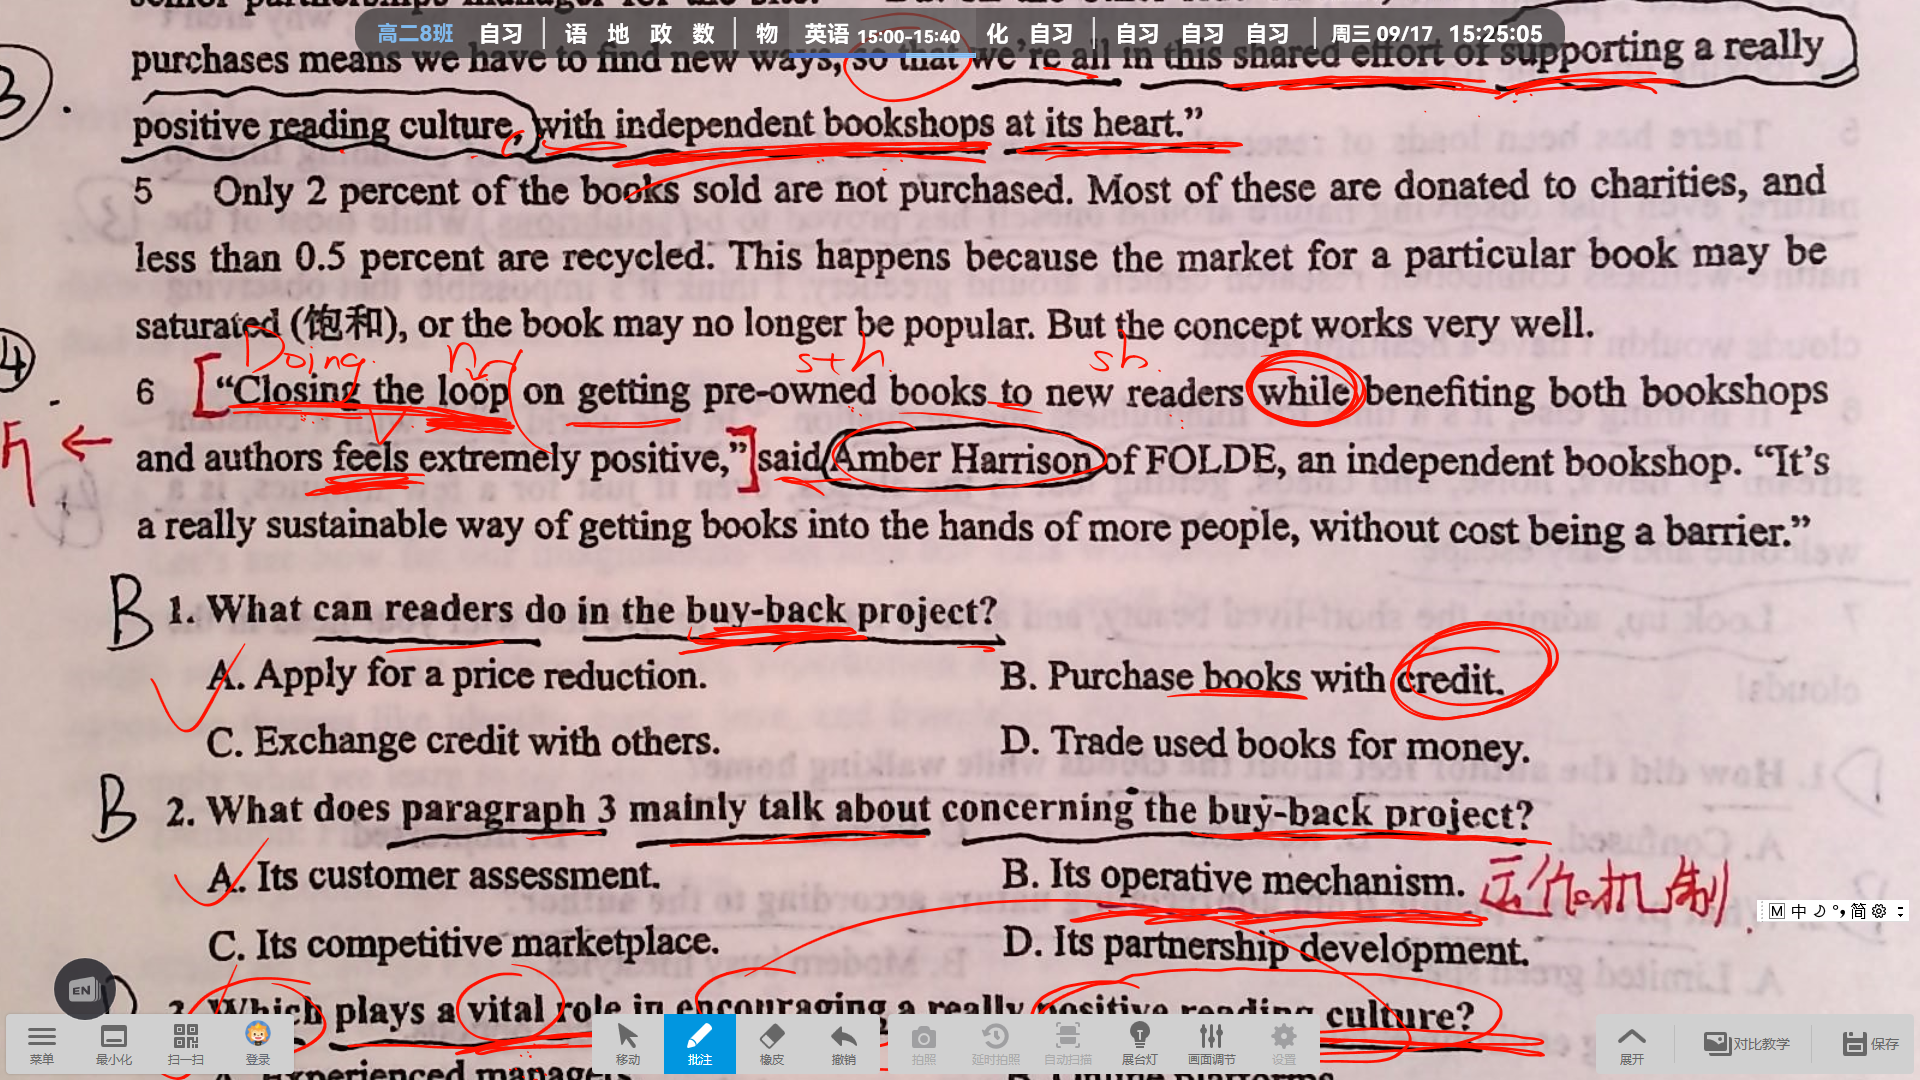 高二8班 自习 语 地 政 数 物 英语 15:00-15:40 化 自习 自习 自习 自习 周三 09/17 15:25:05
purchases means we have to find new ways, so that we're all in this shared effort of supporting a really
3
positive reading culture, with independent bookshops at its heart.”
5 Only 2 percent of the books sold are not purchased. Most of these are donated to charities, and
less than 0.5 percent are recycled. This happens because the market for a particular book may be
saturated (饱和), or the book may no longer be popular. But the concept works very well.
4
Doing n sth sb.
6 “Closing the loop on getting pre-owned books to new readers while benefiting both bookshops
and authors feels extremely positive,” said Amber Harrison of FOLDE, an independent bookshop. “It's
a really sustainable way of getting books into the hands of more people, without cost being a barrier.”
B 1. What can readers do in the buy-back project?
A. Apply for a price reduction. B. Purchase books with credit.
C. Exchange credit with others. D. Trade used books for money.
B 2. What does paragraph 3 mainly talk about concerning the buy-back project?
A. Its customer assessment. B. Its operative mechanism. 运作机制
C. Its competitive marketplace. D. Its partnership development.
3. Which plays a vital role in encouraging a really positive reading culture?
A. Experienced managers. B. Online platforms.
M 中 简
EN
菜单 最小化 扫一扫 登录 移动 批注 橡皮 撤销 拍照 延时拍照 自动扫描 展台灯 画面调节 设置 展开 对比教学 保存